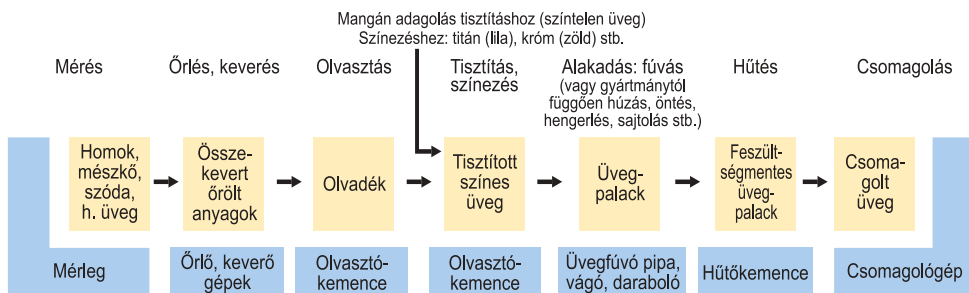 Mangán adagolás tisztításhoz (színtelen üveg)
Színezéshez: titán (lila), króm (zöld) stb.
Mérés
Őrlés, keverés
Olvasztás
Tisztítás,
színezés
Alakadás: fúvás
(vagy gyártmánytól
függően húzás, öntés,
hengerlés, sajtolás stb.)
Hűtés
Csomagolás
Homok,
mészkő,
szóda,
h. üveg
Össze-
kevert
őrölt
anyagok
Olvadék
Tisztított
színes
üveg
Üveg-
palack
Feszült-
ségmentes
üveg-
palack
Csoma-
golt
üveg
Mérleg
Őrlő, keverő
gépek
Olvasztó-
kemence
Olvasztó-
kemence
Üvegfúvó pipa,
vágó, daraboló
Hűtőkemence
Csomagológép